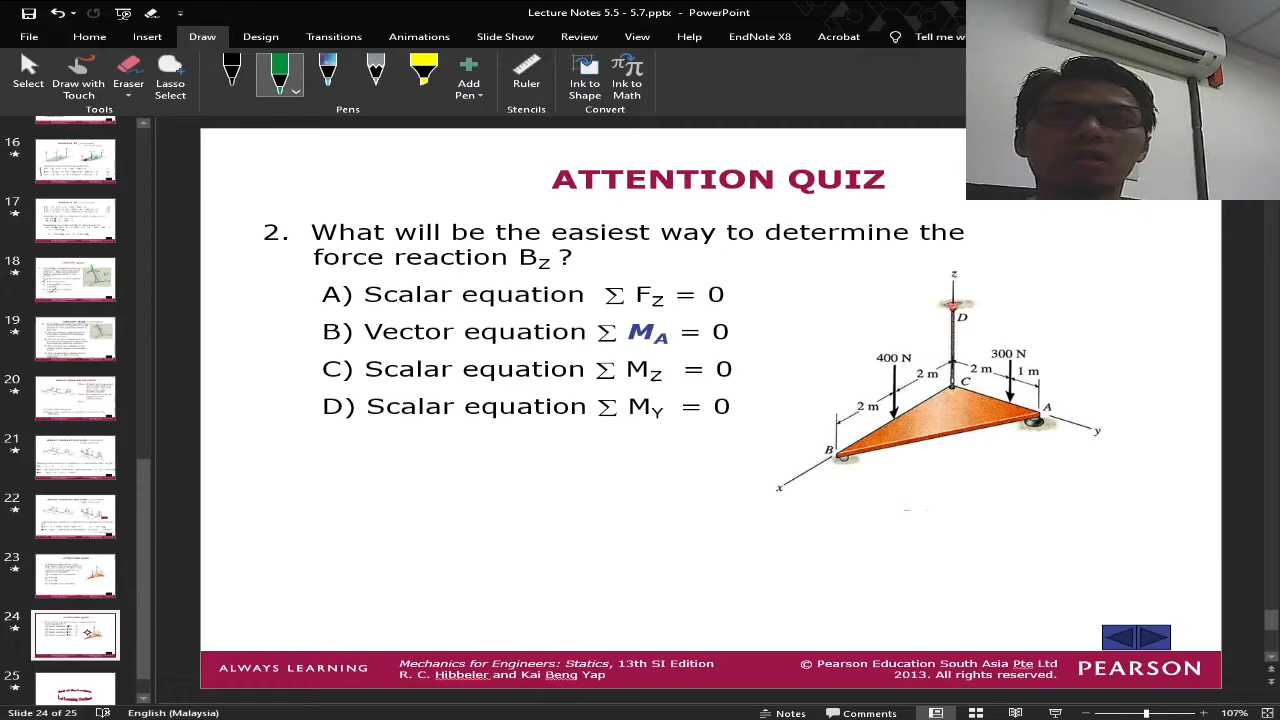 Lecture Notes 5.5 - 5.7.pptx - PowerPoint
File Home Insert Draw Design Transitions Animations Slide Show Review View Help EndNote X8 Acrobat Tell me
Select
Draw with Touch
Eraser
Lasso Select
Add Pen
Ruler
Ink to Shape
Ink to Math
Tools
Pens
Stencils
Convert
16
17
18
22
23
24
ATTENTION QUIZ
2. What will be the easiest way to determine the
force reaction BZ ?
A) Scalar equation ∑ FZ = 0
B) Vector equation ∑ MA = 0
C) Scalar equation ∑ MZ = 0
D) Scalar equation ∑ MY = 0
z
D
400 N
300 N
2 m
2 m
1 m
C
2 m
A
B
y
x
ALWAYS LEARNING
Mechanics for Engineers: Statics, 13th SI Edition
R. C. Hibbeler and Kai Beng Yap
© Pearson Education South Asia Pte Ltd
2013. All rights reserved.
PEARSON
Slide 24 of 25
English (Malaysia)
Notes
Comments
107%